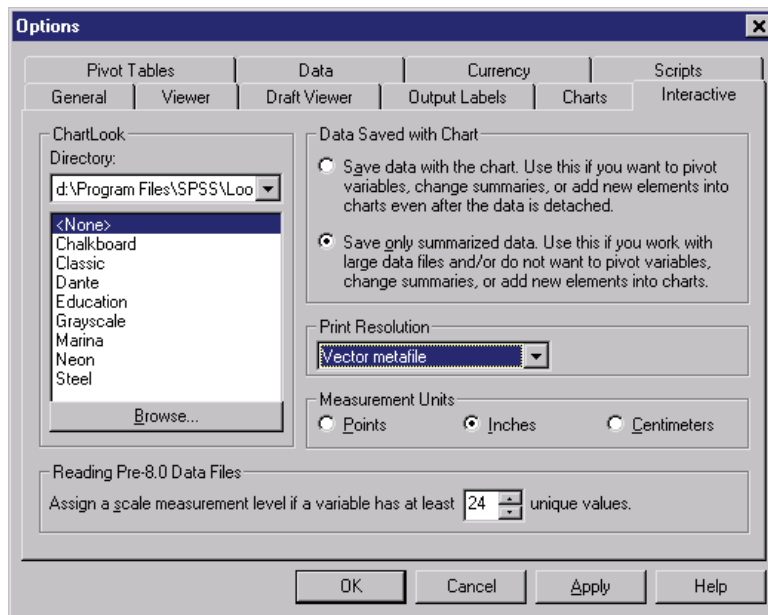 Options
Pivot Tables
Data
Currency
Scripts
General
Viewer
Draft Viewer
Output Labels
Charts
Interactive
ChartLook
Directory:
d:\Program Files\SPSS\Loo
<None>
Chalkboard
Classic
Dante
Education
Grayscale
Marina
Neon
Steel
Browse...
Data Saved with Chart
Save data with the chart. Use this if you want to pivot
variables, change summaries, or add new elements into
charts even after the data is detached.
Save only summarized data. Use this if you work with
large data files and/or do not want to pivot variables,
change summaries, or add new elements into charts.
Print Resolution
Vector metafile
Measurement Units
Points
Inches
Centimeters
Reading Pre-8.0 Data Files
Assign a scale measurement level if a variable has at least 24 unique values.
OK
Cancel
Apply
Help